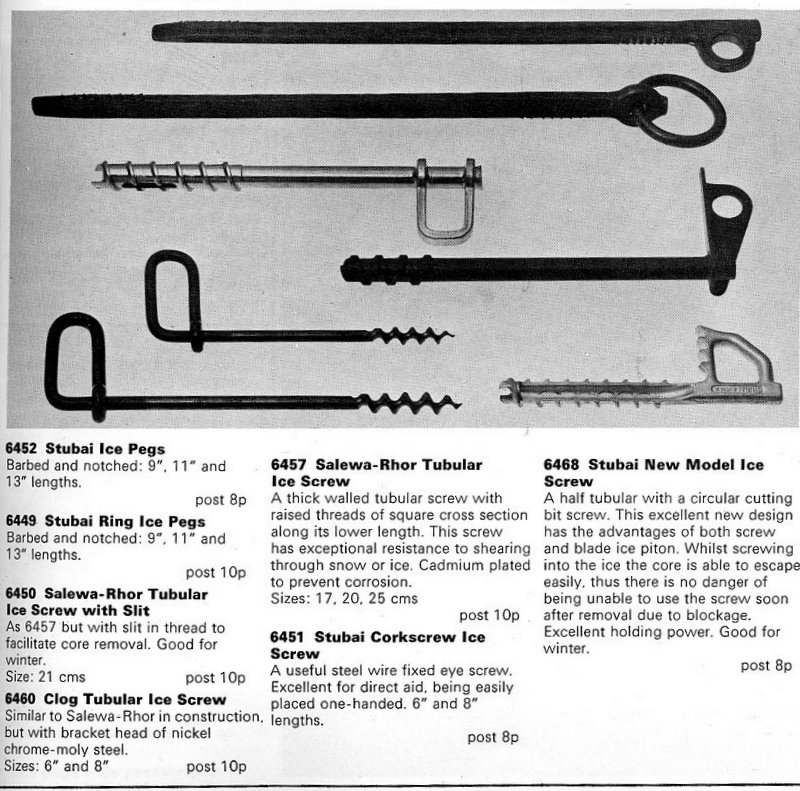 6452 Stubai Ice Pegs
Barbed and notched: 9", 11" and
13" lengths.
post 8p
6449 Stubai Ring Ice Pegs
Barbed and notched: 9", 11" and
13" lengths.
post 10p
6450 Salewa-Rhor Tubular
Ice Screw with Slit
As 6457 but with slit in thread to
facilitate core removal. Good for
winter.
Size: 21 cms post 10p
6460 Clog Tubular Ice Screw
Similar to Salewa-Rhor in construction,
but with bracket head of nickel
chrome-moly steel.
Sizes: 6" and 8" post 10p
6457 Salewa-Rhor Tubular
Ice Screw
A thick walled tubular screw with
raised threads of square cross section
along its lower length. This screw
has exceptional resistance to shearing
through snow or ice. Cadmium plated
to prevent corrosion.
Sizes: 17, 20, 25 cms
post 10p
6451 Stubai Corkscrew Ice
Screw
A useful steel wire fixed eye screw.
Excellent for direct aid, being easily
placed one-handed. 6" and 8"
lengths.
post 8p
6468 Stubai New Model Ice
Screw
A half tubular with a circular cutting
bit screw. This excellent new design
has the advantages of both screw
and blade ice piton. Whilst screwing
into the ice the core is able to escape
easily, thus there is no danger of
being unable to use the screw soon
after removal due to blockage.
Excellent holding power. Good for
winter.
post 8p